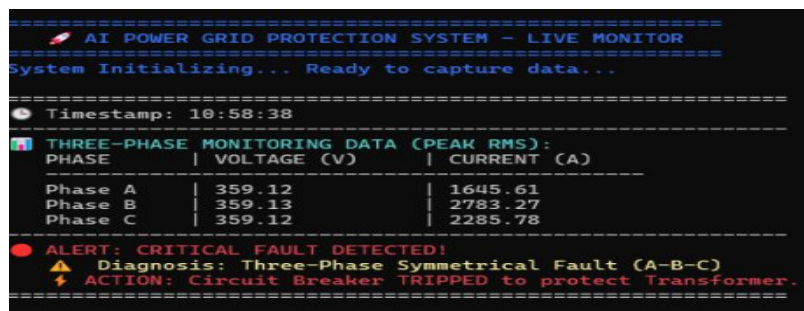 ============================================================
🚀 AI POWER GRID PROTECTION SYSTEM – LIVE MONITOR
============================================================
System Initializing... Ready to capture data...
=================================================================
🕒 Timestamp: 10:58:38
-----------------------------------------------------------------
📊 THREE-PHASE MONITORING DATA (PEAK RMS):
PHASE | VOLTAGE (V) | CURRENT (A)
--------------------------------------------------
Phase A | 359.12 | 1645.61
Phase B | 359.13 | 2783.27
Phase C | 359.12 | 2285.78
-----------------------------------------------------------------
🔴 ALERT: CRITICAL FAULT DETECTED!
⚠️ Diagnosis: Three-Phase Symmetrical Fault (A-B-C)
⚡ ACTION: Circuit Breaker TRIPPED to protect Transformer.
=================================================================